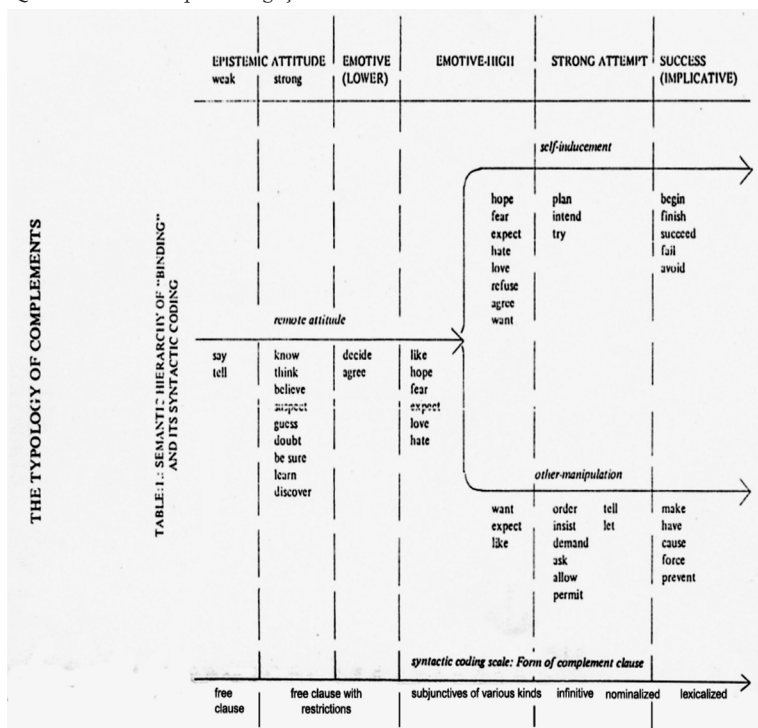 THE TYPOLOGY OF COMPLEMENTS
TABLE 1.: SEMANTIC HIERARCHY OF "BINDING"
AND ITS SYNTACTIC CODING
EPISTEMIC ATTITUDE
weak strong
EMOTIVE
(LOWER)
EMOTIVE-HIGH
STRONG ATTEMPT
SUCCESS
(IMPLICATIVE)
self-inducement
hope
fear
expect
hate
love
refuse
agree
want
plan
intend
try
begin
finish
succeed
fail
avoid
remote attitude
say
tell
know
think
believe
suspect
guess
doubt
be sure
learn
discover
decide
agree
like
hope
fear
expect
love
hate
other-manipulation
want
expect
like
order tell
insist let
demand
ask
allow
permit
make
have
cause
force
prevent
syntactic coding scale: Form of complement clause
free
clause
free clause with
restrictions
subjunctives of various kinds
infinitive
nominalized
lexicalized